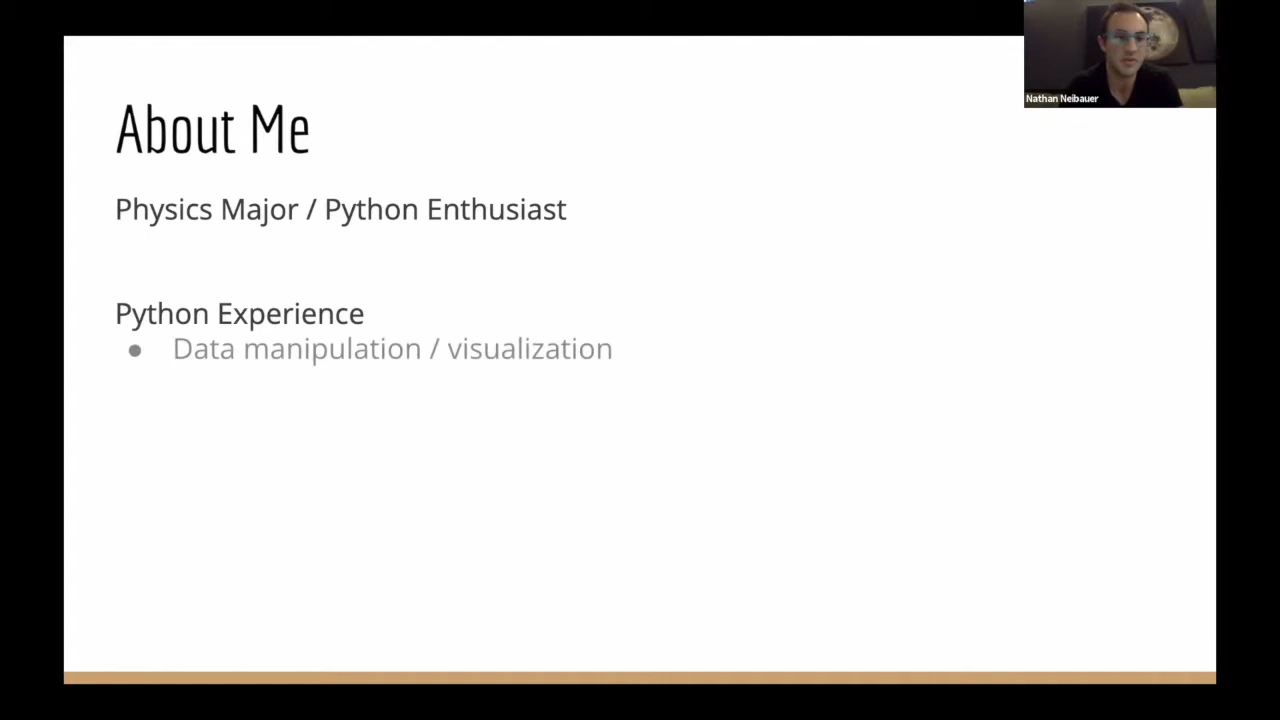 Nathan Neibauer
About Me
Physics Major / Python Enthusiast
Python Experience
● Data manipulation / visualization